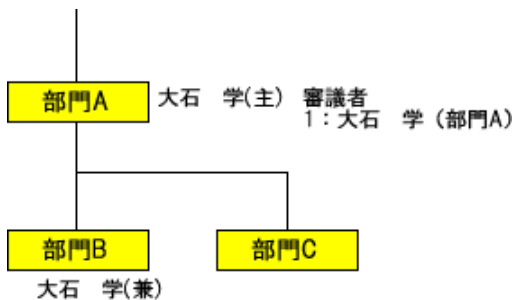 部門A 大石　学(主) 審議者
1：大石　学（部門A）
部門B 部門C
大石　学(兼)